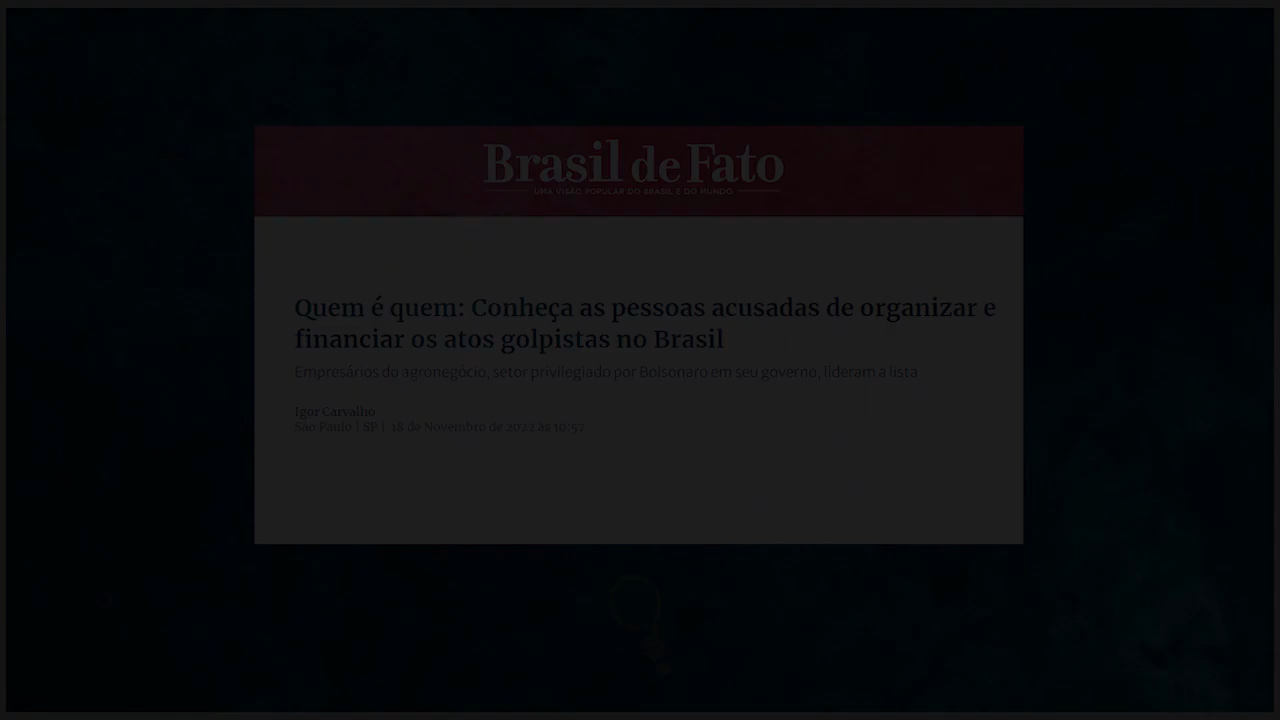 Brasil de Fato
UMA VISÃO POPULAR DO BRASIL E DO MUNDO
Quem é quem: Conheça as pessoas acusadas de organizar e
financiar os atos golpistas no Brasil
Empresários do agronegócio, setor privilegiado por Bolsonaro em seu governo, lideram a lista
Igor Carvalho
São Paulo | SP | 18 de Novembro de 2022 às 10:57